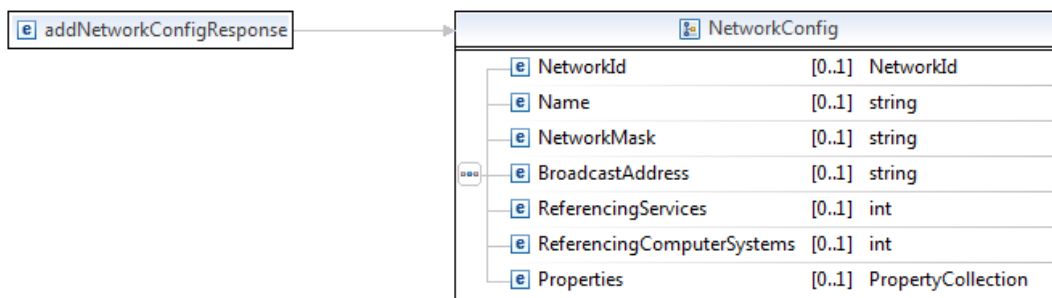 e addNetworkConfigResponse
NetworkConfig
e NetworkId [0..1] NetworkId
e Name [0..1] string
e NetworkMask [0..1] string
e BroadcastAddress [0..1] string
e ReferencingServices [0..1] int
e ReferencingComputerSystems [0..1] int
e Properties [0..1] PropertyCollection